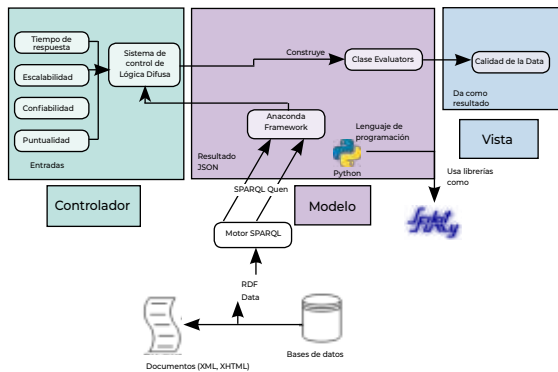 Tiempo de
respuesta
Escalabilidad
Confiabilidad
Puntualidad
Entradas
Sistema de
control de
Lógica Difusa
Controlador
Construye
Clase Evaluators
Anaconda
Framework
Resultado
JSON
Lenguaje de
programación
Python
SPARQL Quen
Modelo
Calidad de la Data
Da como
resultado
Vista
Usa librerías
como
Motor SPARQL
RDF
Data
Documentos (XML, XHTML)
Bases de datos